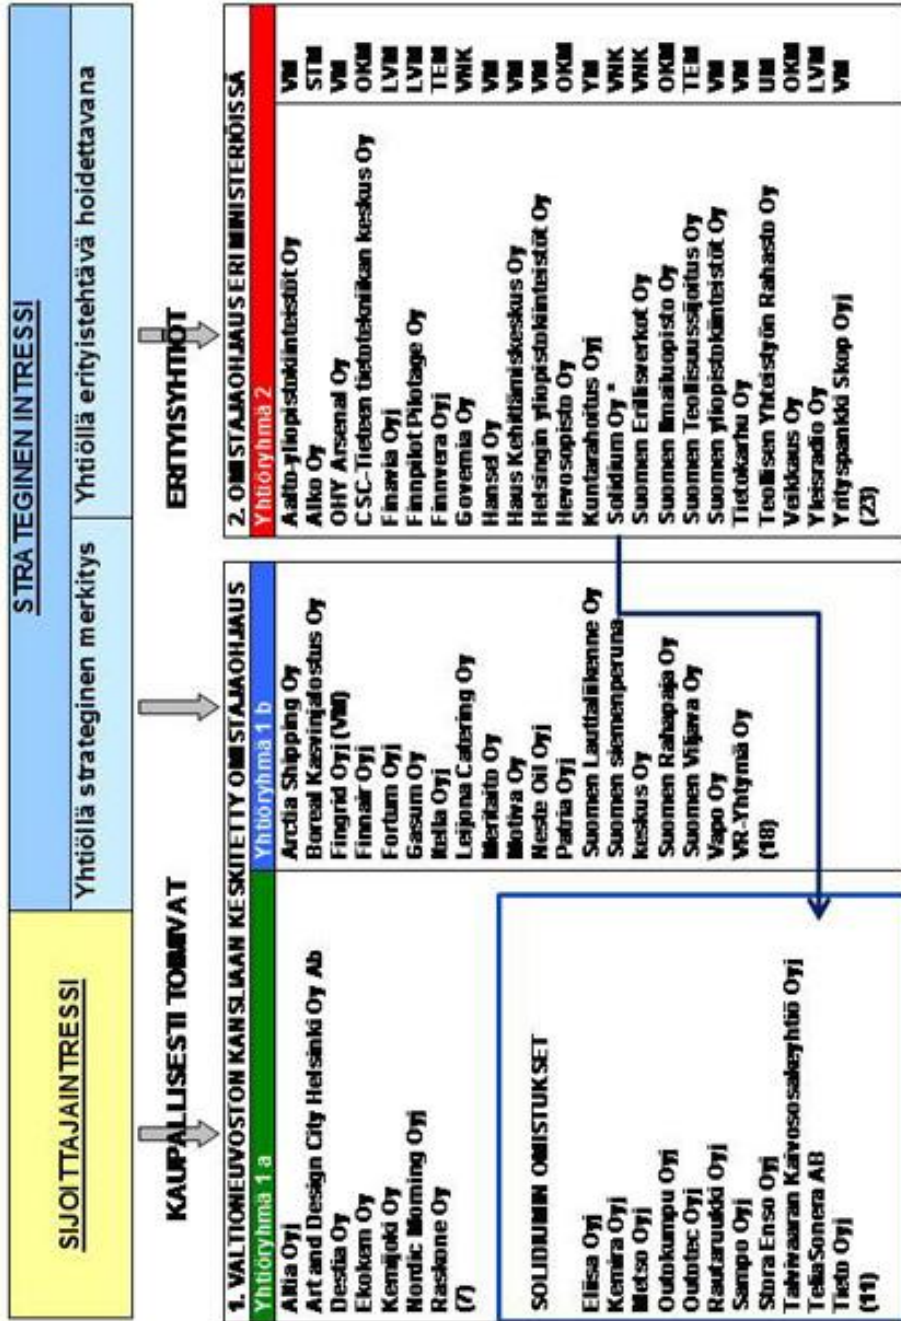 SIJOITTAJAINTRESSI
STRATEGINEN INTRESSI
Yhtiöllä strateginen merkitys
Yhtiöllä erityistehtävä hoidettavana
KAUPALLISESTI TOIMIVAT
ERITYISYHTIÖT
1. VALTIONEUVOSTON KANSLIAAN KESKITETTY OMISTAJAOHJAUS
Yhtiöryhmä 1 a
Altia Oyj
Art and Design City Helsinki Oy Ab
Destia Oy
Ekokem Oy
Kemijoki Oy
Nordic Morning Oyj
Raskone Oy
(7)
SOLIDIUMIN OMISTUKSET
Elisa Oyj
Kemira Oyj
Metso Oyj
Outokumpu Oyj
Outotec Oyj
Rautaruukki Oyj
Sampo Oyj
Stora Enso Oyj
Talvivaaran Kaivososakeyhtiö Oyj
TeliaSonera AB
Tieto Oyj
(11)
Yhtiöryhmä 1 b
Arctia Shipping Oy
Boreal Kasvinjalostus Oy
Fingrid Oyj (VM)
Finnair Oyj
Fortum Oyj
Gasum Oy
Itella Oyj
Leijona Catering Oy
Meritaito Oy
Motiva Oy
Neste Oil Oyj
Patria Oyj
Suomen Lauttaliikenne Oy
Suomen siemenperuna-
keskus Oy
Suomen Rahapaja Oy
Suomen Viljava Oy
Vapo Oy
VR-Yhtymä Oy
(18)
2. OMISTAJAOHJAUS ERI MINISTERIÖISSÄ
Yhtiöryhmä 2
Aalto-yliopistokiinteistöt Oy VM
Alko Oy STM
OHY Arsenal Oy VM
CSC-Tieteen tietotekniikan keskus Oy OKM
Finavia Oyj LVM
Finnpilot Pilotage Oy LVM
Finnvera Oyj TEM
Governia Oy VNK
Hansel Oy VM
Haus Kehittämiskeskus Oy VM
Helsingin yliopistokiinteistöt Oy VM
Hevosopisto Oy OKM
Kuntarahoitus Oyj YM
Solidium Oy * VNK
Suomen Erillisverkot Oy VNK
Suomen Ilmailuopisto Oy OKM
Suomen Teollisuussijoitus Oy TEM
Suomen yliopistokiinteistöt Oy VM
Tietokarhu Oy VM
Teollisen Yhteistyön Rahasto Oy UM
Veikkaus Oy OKM
Yleisradio Oy LVM
Yrityspankki Skop Oyj VM
(23)